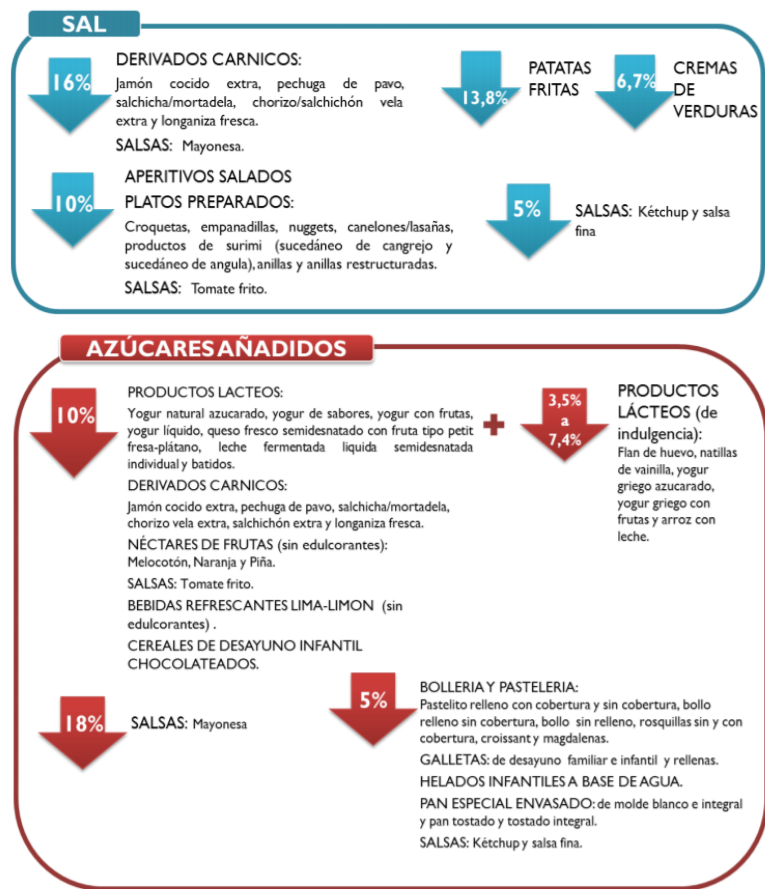 SAL
16%
DERIVADOS CARNICOS:
Jamón cocido extra, pechuga de pavo,
salchicha/mortadela, chorizo/salchichón vela
extra y longaniza fresca.
SALSAS: Mayonesa.
13,8%
PATATAS
FRITAS
6,7%
CREMAS
DE
VERDURAS
10%
APERITIVOS SALADOS
PLATOS PREPARADOS:
Croquetas, empanadillas, nuggets, canelones/lasañas,
productos de surimi (sucedáneo de cangrejo y
sucedáneo de angula), anillas y anillas restructuradas.
SALSAS: Tomate frito.
5%
SALSAS: Kétchup y salsa
fina
AZÚCARES AÑADIDOS
10%
PRODUCTOS LACTEOS:
Yogur natural azucarado, yogur de sabores, yogur con frutas,
yogur líquido, queso fresco semidesnatado con fruta tipo petit
fresa-plátano, leche fermentada liquida semidesnatada
individual y batidos.
DERIVADOS CARNICOS:
Jamón cocido extra, pechuga de pavo, salchicha/mortadela,
chorizo vela extra, salchichón extra y longaniza fresca.
NÉCTARES DE FRUTAS (sin edulcorantes):
Melocotón, Naranja y Piña.
SALSAS: Tomate frito.
BEBIDAS REFRESCANTES LIMA-LIMON (sin
edulcorantes) .
CEREALES DE DESAYUNO INFANTIL
CHOCOLATEADOS.
+
3,5%
a
7,4%
PRODUCTOS
LÁCTEOS (de
indulgencia):
Flan de huevo, natillas
de vainilla, yogur
griego azucarado,
yogur griego con
frutas y arroz con
leche.
18%
SALSAS: Mayonesa
5%
BOLLERIA Y PASTELERIA:
Pastelito relleno con cobertura y sin cobertura, bollo
relleno sin cobertura, bollo sin relleno, rosquillas sin y con
cobertura, croissant y magdalenas.
GALLETAS: de desayuno familiar e infantil y rellenas.
HELADOS INFANTILES A BASE DE AGUA.
PAN ESPECIAL ENVASADO: de molde blanco e integral
y pan tostado y tostado integral.
SALSAS: Kétchup y salsa fina.